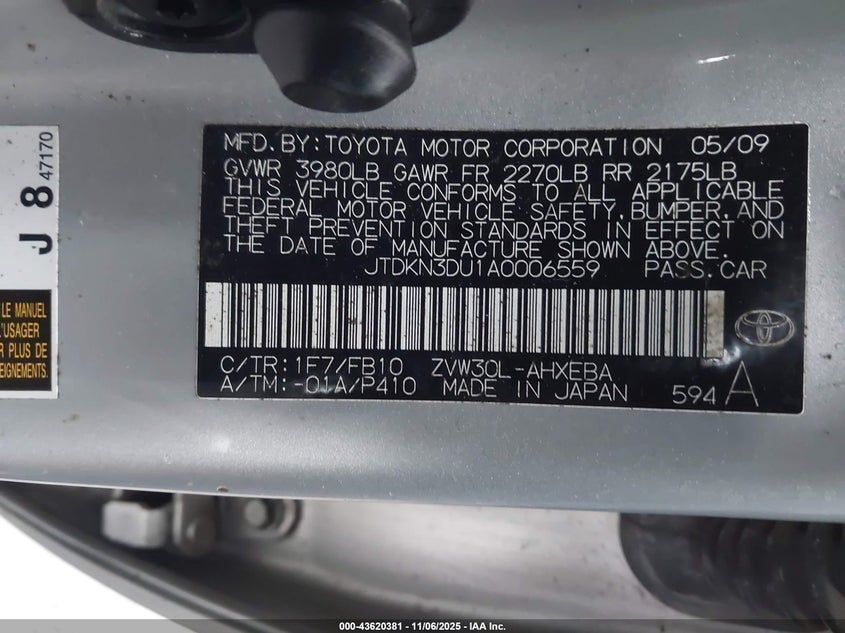 MFD.BY:TOYOTA MOTOR CORPORATION 05/09
GVWR 3980LB GAWR FR 2270LB RR 2175LB
THIS VEHICLE CONFORMS TO ALL APPLICABLE
FEDERAL MOTOR VEHICLE SAFETY, BUMPER, AND
THEFT PREVENTION STANDARDS IN EFFECT ON
THE DATE OF MANUFACTURE SHOWN ABOVE.
JTDKN3DU1A0006559 PASS.CAR
C/TR:1F7/FB10 ZVW30L-AHXEBA
A/TM:-01A/P410 MADE IN JAPAN 594 A
J 8 47170
LE MANUEL
L'USAGER
R PLUS DE
EIGNEMENTS.
000-43620381 - 11/06/2025 - IAA Inc.